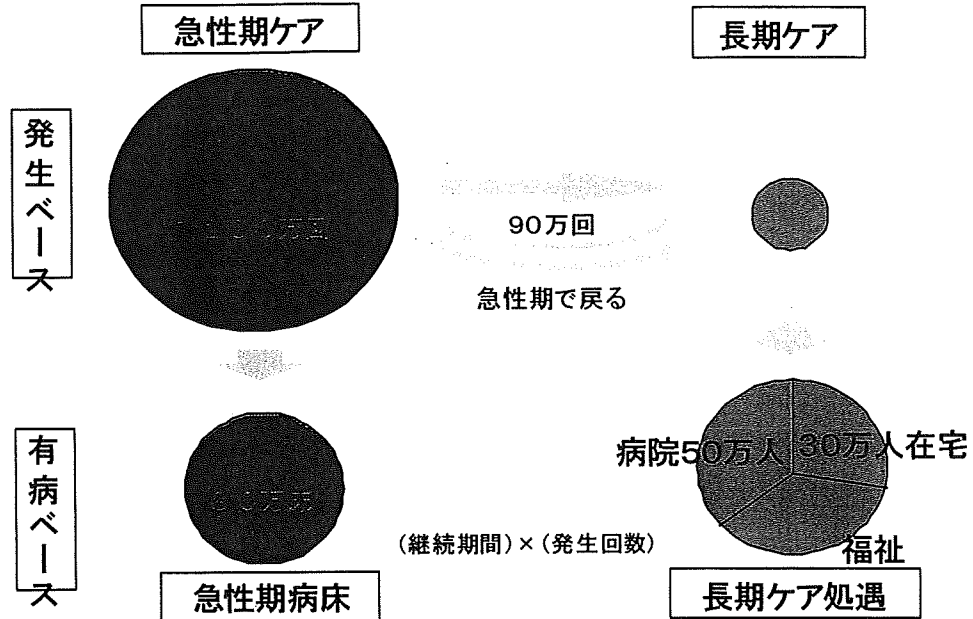 急性期ケア
長期ケア
発生ベース
90万回
急性期で戻る
有病ベース
病院50万人
30万人在宅
福祉
(継続期間)×(発生回数)
急性期病床
長期ケア処遇